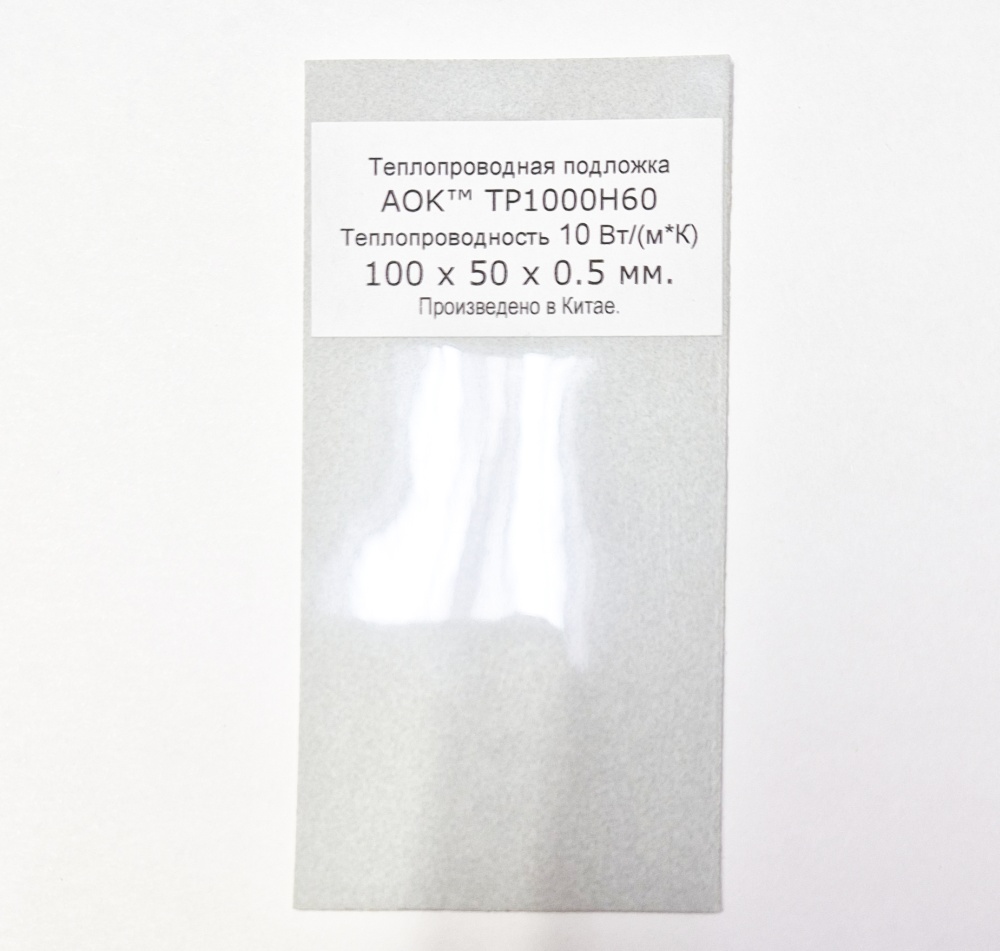 Теплопроводная подложка
AOK™ TP1000H60
Теплопроводность 10 Вт/(м*К)
100 x 50 x 0.5 мм.
Произведено в Китае.